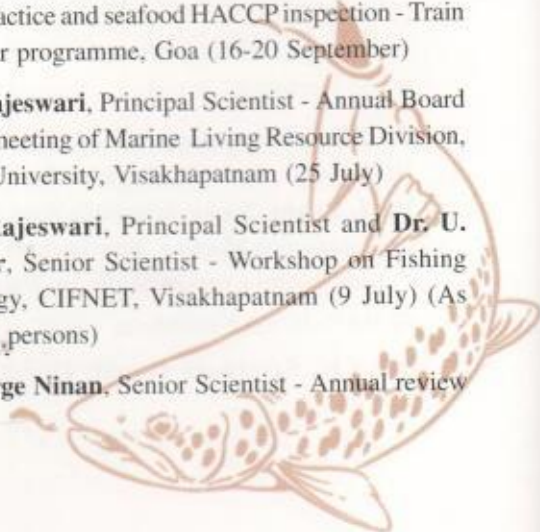 actice and seafood HACCP inspection - Train
r programme, Goa (16-20 September)
ajeswari, Principal Scientist - Annual Board
meeting of Marine Living Resource Division,
University, Visakhapatnam (25 July)
Rajeswari, Principal Scientist and Dr. U.
r, Senior Scientist - Workshop on Fishing
gy, CIFNET, Visakhapatnam (9 July) (As
persons)
ge Ninan, Senior Scientist - Annual review